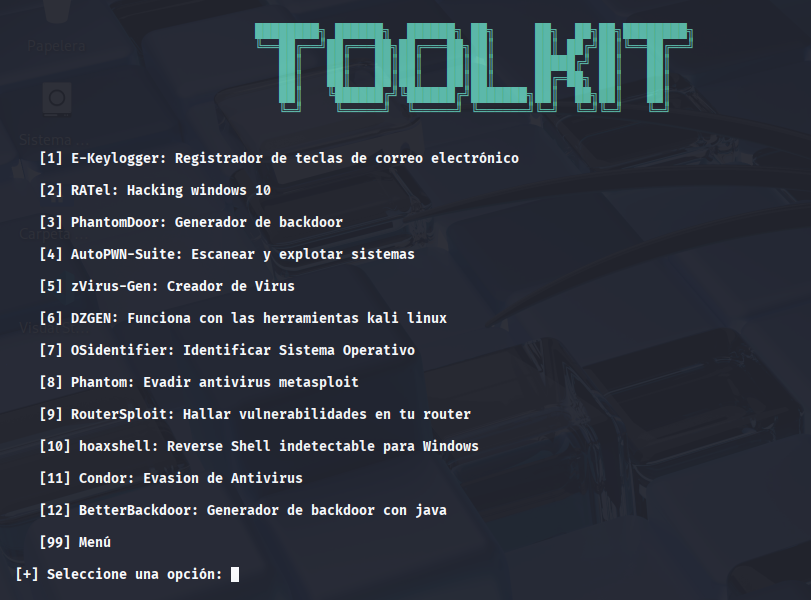 TOOLKIT
Papelera
Sistema
[1] E-Keylogger: Registrador de teclas de correo electrónico
[2] RATel: Hacking windows 10
[3] PhantomDoor: Generador de backdoor
[4] AutoPWN-Suite: Escanear y explotar sistemas
[5] zVirus-Gen: Creador de Virus
[6] DZGEN: Funciona con las herramientas kali linux
[7] OSidentifier: Identificar Sistema Operativo
[8] Phantom: Evadir antivirus metasploit
[9] RouterSploit: Hallar vulnerabilidades en tu router
[10] hoaxshell: Reverse Shell indetectable para Windows
[11] Condor: Evasion de Antivirus
[12] BetterBackdoor: Generador de backdoor con java
[99] Menú
[+] Seleccione una opción: